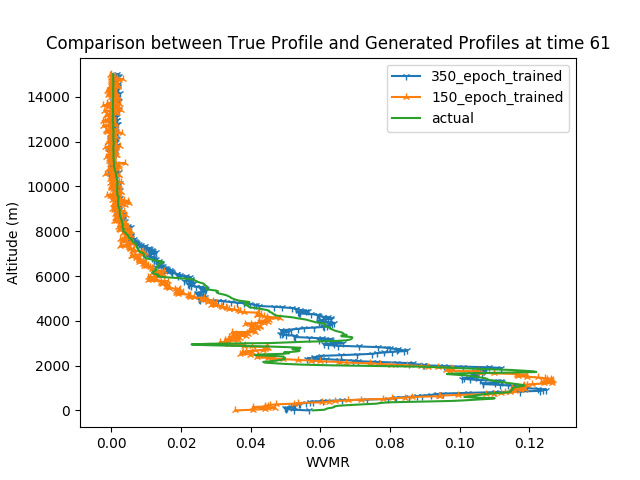 Comparison between True Profile and Generated Profiles at time 61
350_epoch_trained
150_epoch_trained
actual
Altitude (m)
14000
12000
10000
8000
6000
4000
2000
0
0.00 0.02 0.04 0.06 0.08 0.10 0.12
WVMR